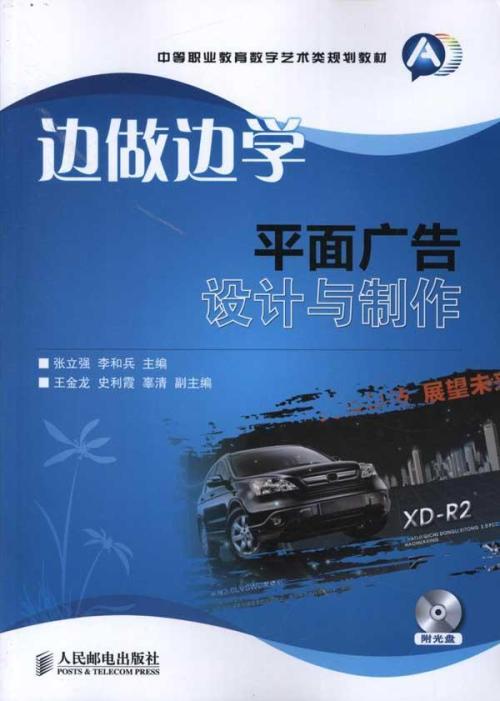 中等职业教育数字艺术类规划教材
A
边做边学
平面广告
设计与制作
张立强 李和兵 主编
王金龙 史利霞 辜清 副主编
展望未来
XD-R2
附光盘
人民邮电出版社
POSTS & TELECOM PRESS